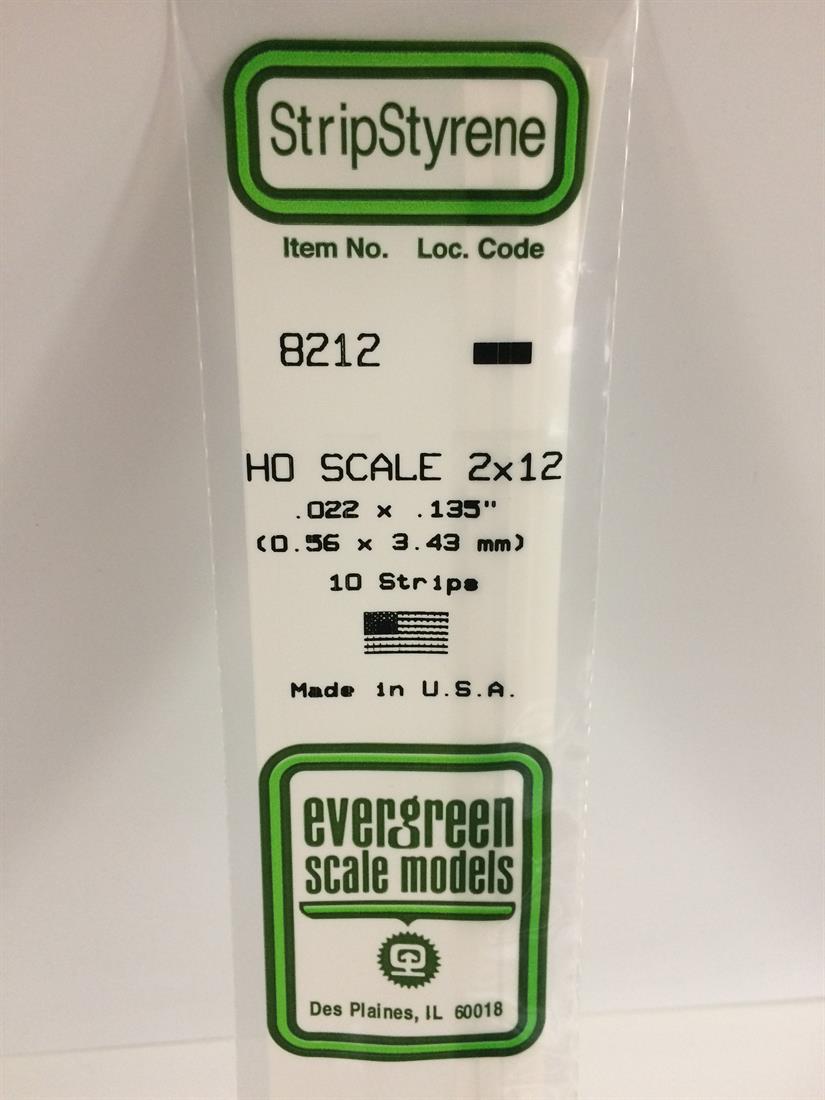 StripStyrene
Item No. Loc. Code
8212
HO SCALE 2x12
.022 x .135"
(0.56 x 3.43 mm)
10 Strips
Made in U.S.A.
evergreen
scale models
Des Plaines, IL 60018